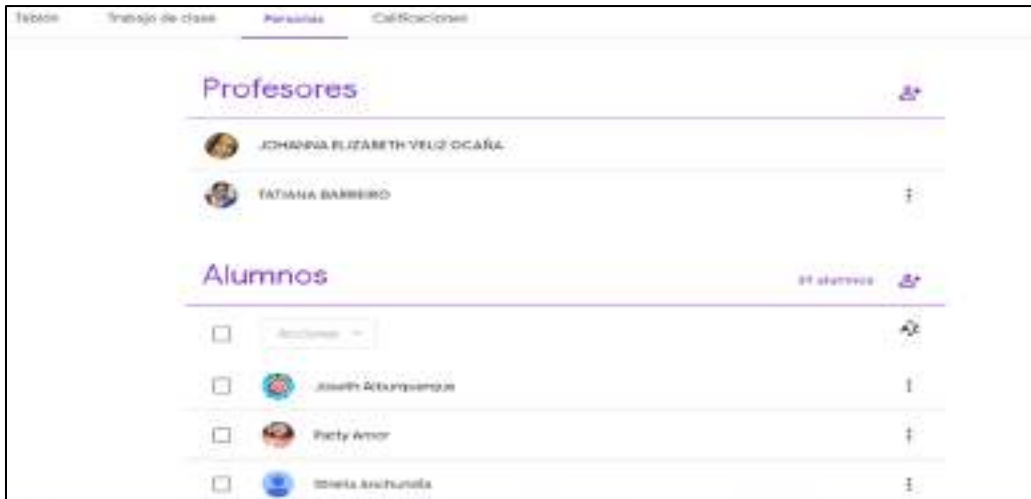 Tablón Trabajo de clase Personas Calificaciones
Profesores
JOHANNA ELIZABETH VELIZ OCAÑA
TATIANA BARREIRO
Alumnos
alumnos
Acciones
Joseth Alburquerque
Patty Amor
Anchundia